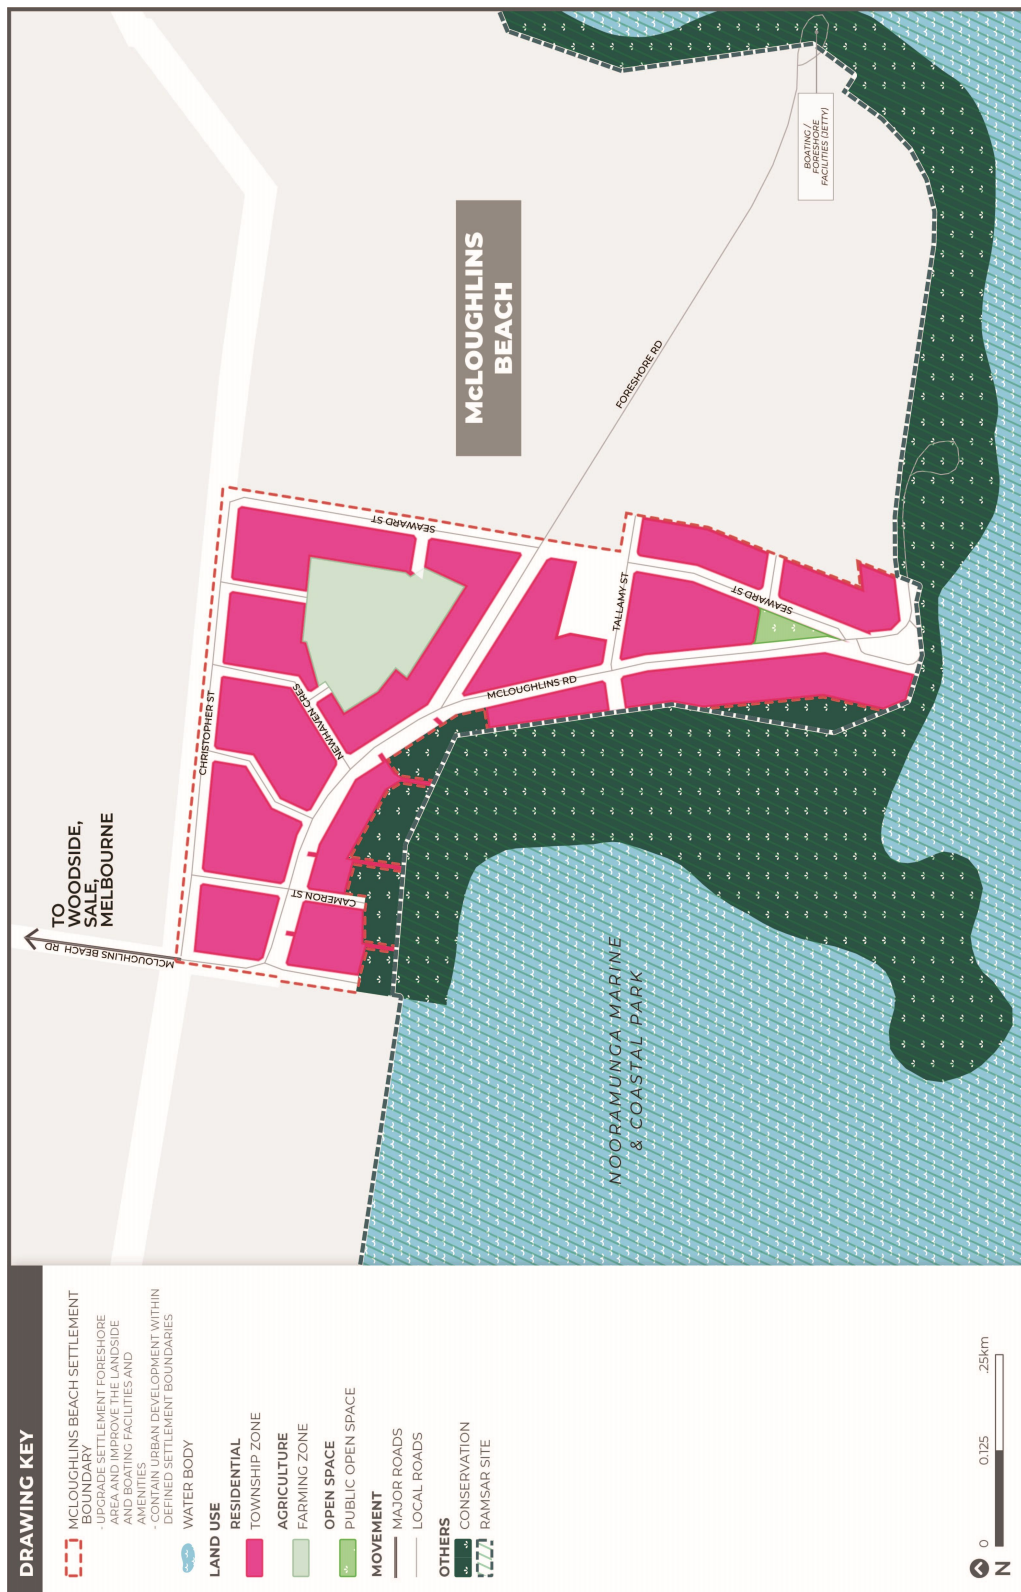 DRAWING KEY
MCLOUGHLINS BEACH SETTLEMENT
BOUNDARY
- UPGRADE SETTLEMENT FORESHORE
AREA AND IMPROVE THE LANDSIDE
AND BOATING FACILITIES AND
AMENITIES
- CONTAIN URBAN DEVELOPMENT WITHIN
DEFINED SETTLEMENT BOUNDARIES
WATER BODY
LAND USE
RESIDENTIAL
TOWNSHIP ZONE
AGRICULTURE
FARMING ZONE
OPEN SPACE
PUBLIC OPEN SPACE
MOVEMENT
MAJOR ROADS
LOCAL ROADS
OTHERS
CONSERVATION
RAMSAR SITE
N
0
0.125
.25km
TO
WOODSIDE,
SALE,
MELBOURNE
MCLOUGHLINS BEACH RD
CHRISTOPHER ST
CAMERON ST
NEWHAVEN CRES
SEAWARD ST
MCLOUGHLINS RD
TALLAMY ST
SEAWARD ST
FORESHORE RD
McLOUGHLINS
BEACH
BOATING /
FORESHORE
FACILITIES (JETTY)
NOORAMUNGA MARINE
& COASTAL PARK